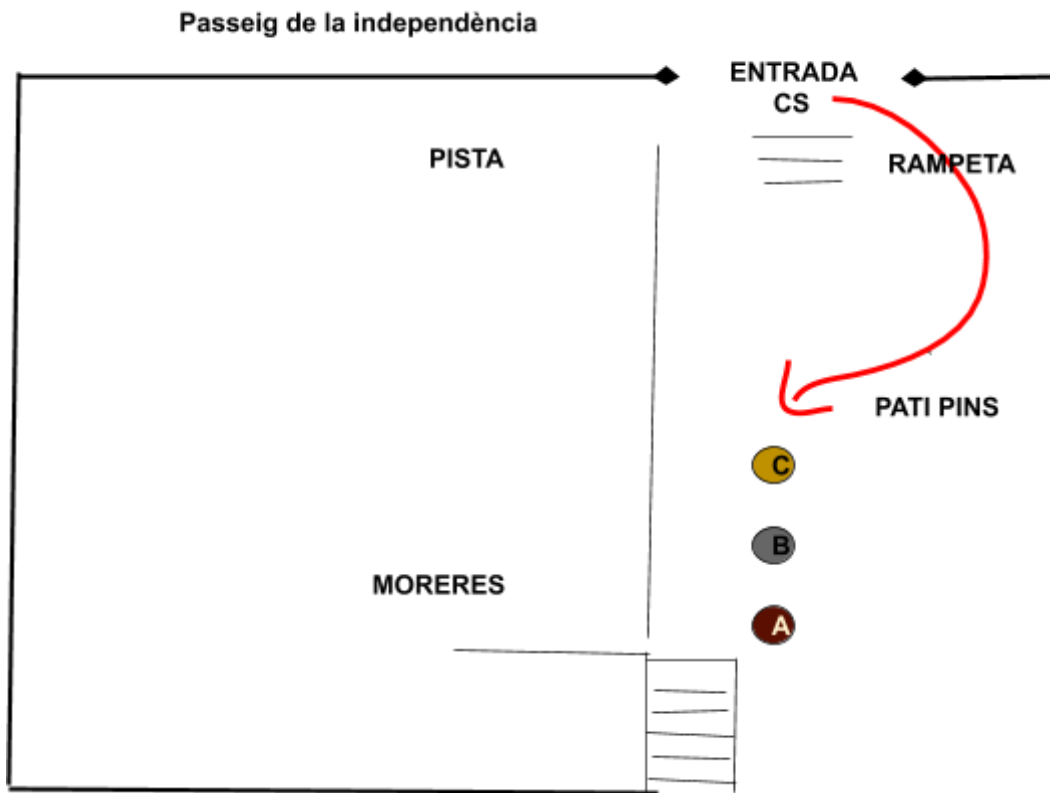 Passeig de la independència
ENTRADA
CS
PISTA
RAMPETA
PATI PINS
C
B
MORERES
A